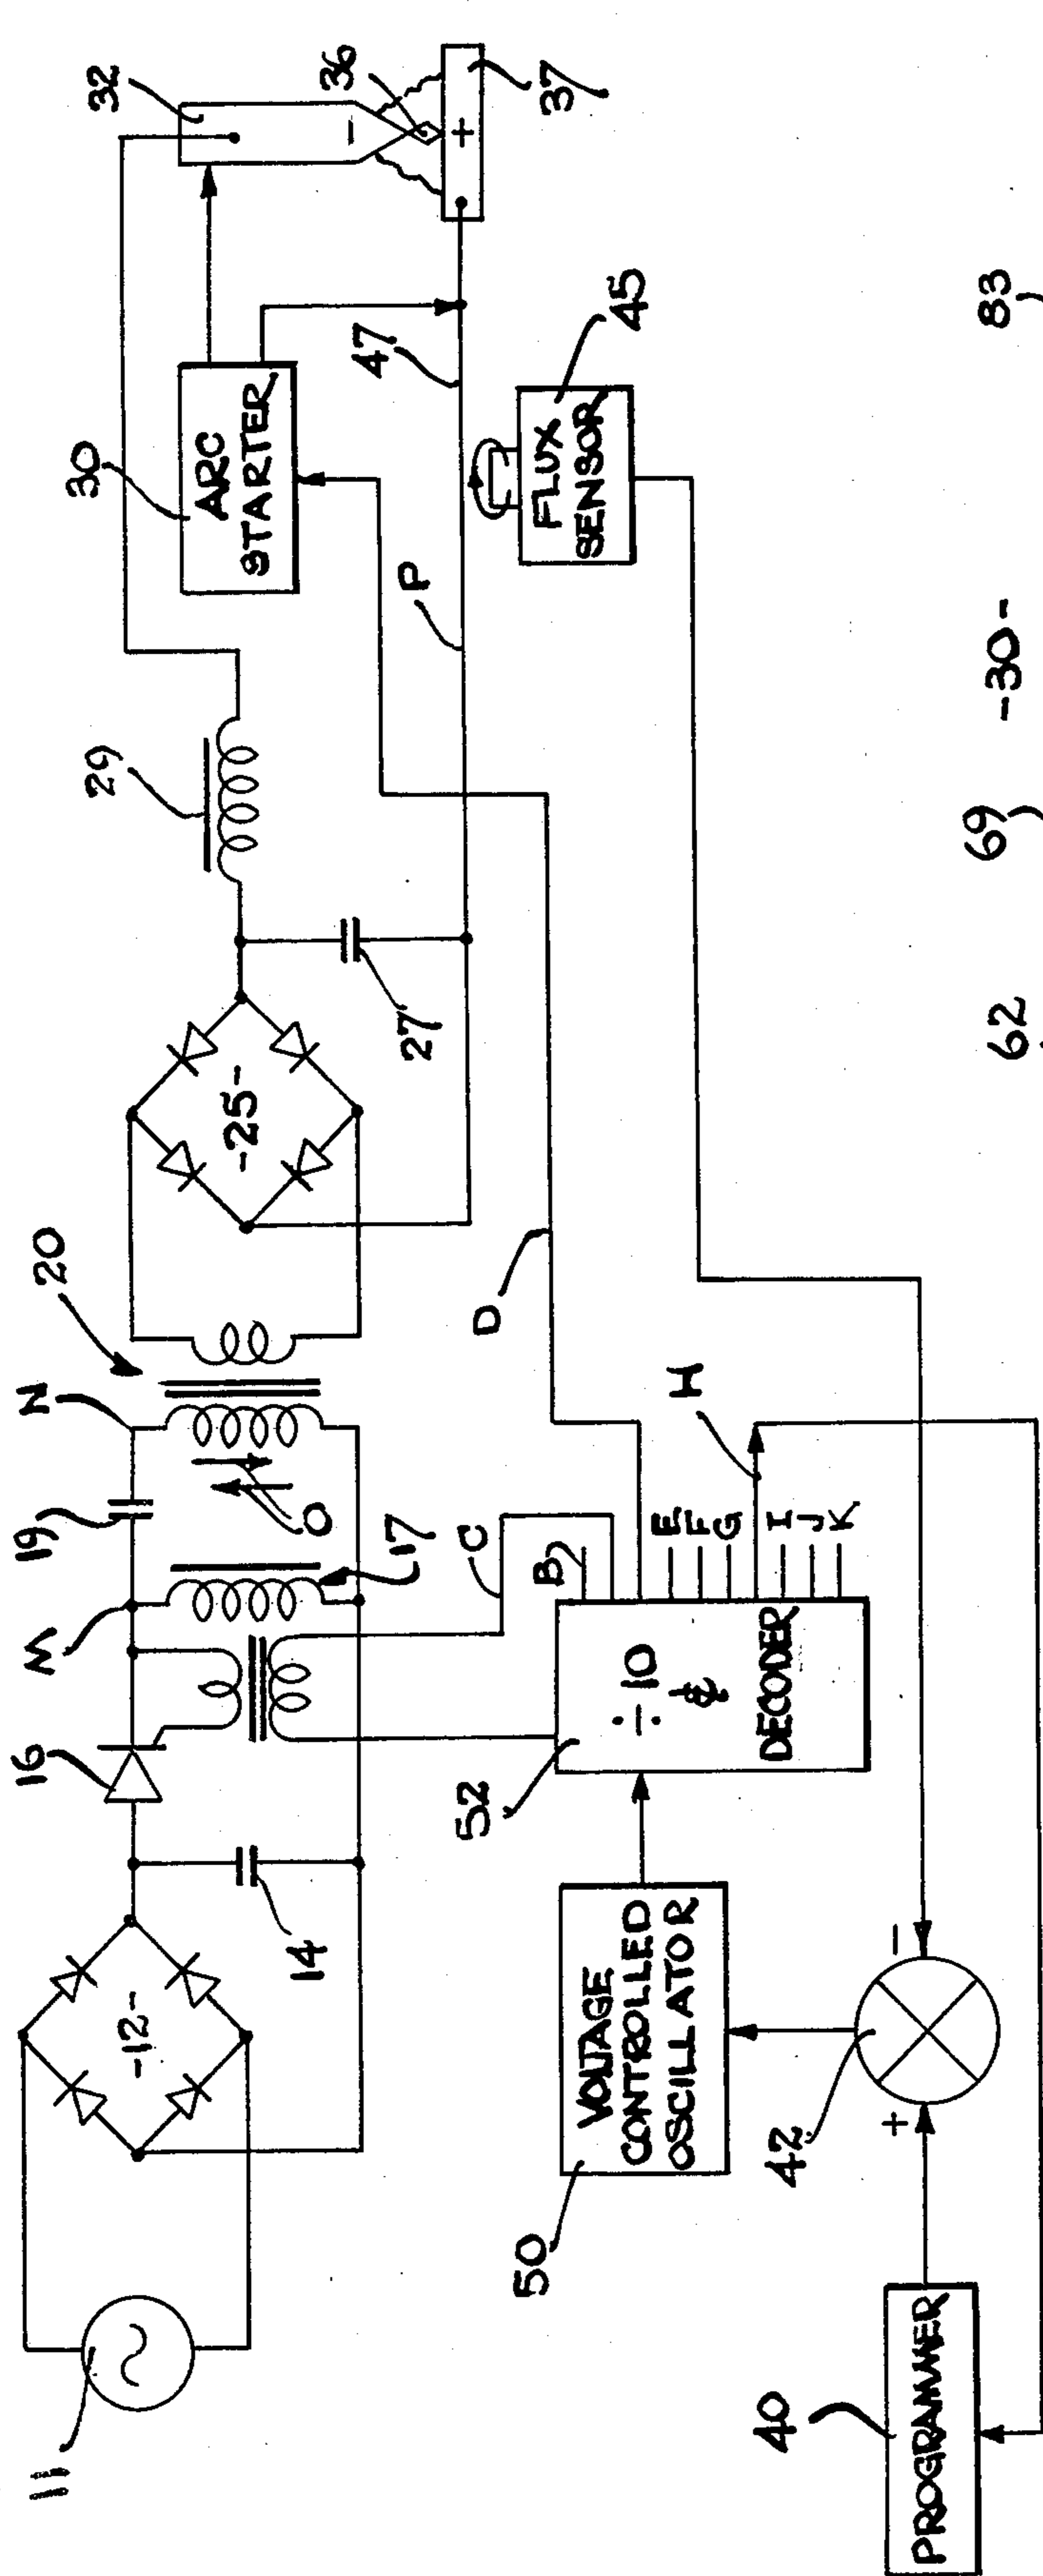 11
-12-
14
16
M
17
19
N
O
20
-25-
27
29
30
ARC
STARTER
32
-
36
+
37
47
P
FLUX
SENSOR
45
D
C
B
E
F
G
H
I
J
K
52
÷10
&
DECODER
50
VOLTAGE
CONTROLLED
OSCILLATOR
42
+
-
40
PROGRAMMER
62
69
-30-
83